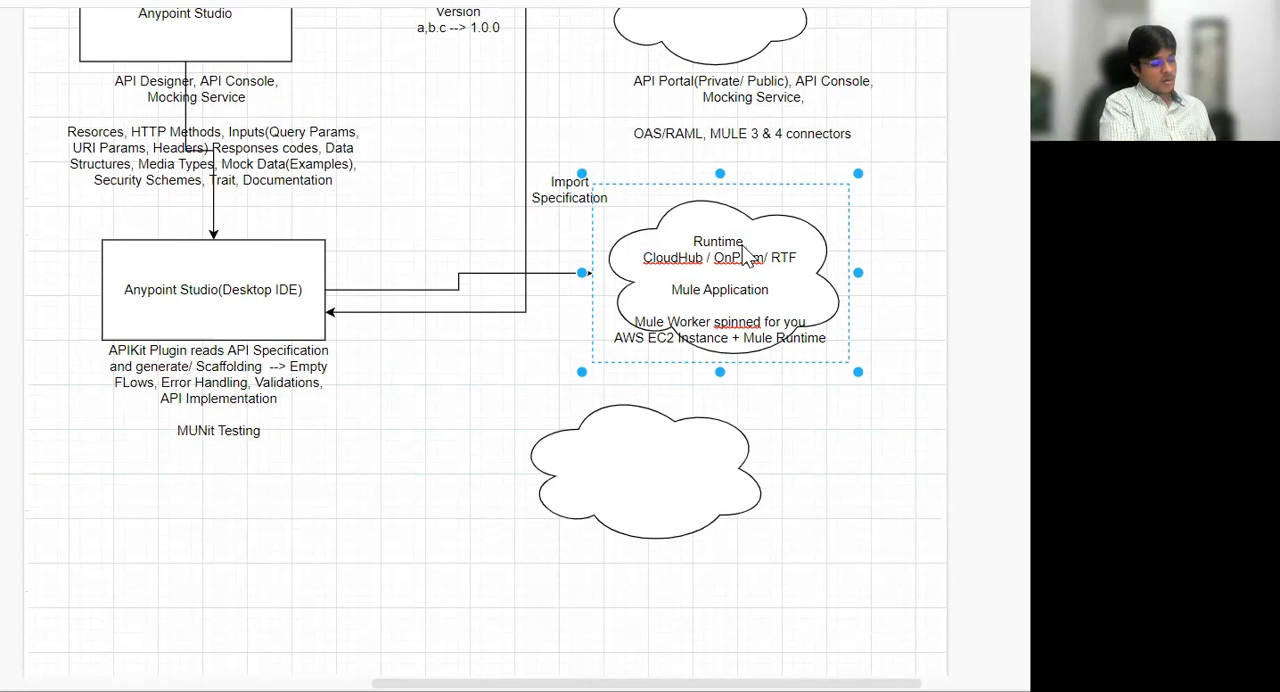 Anypoint Studio
Version
a,b.c --> 1.0.0
API Designer, API Console,
Mocking Service
API Portal(Private/ Public), API Console,
Mocking Service,
Resorces, HTTP Methods, Inputs(Query Params,
URI Params, Headers) Responses codes, Data
Structures, Media Types, Mock Data(Examples),
Security Schemes, Trait, Documentation
OAS/RAML, MULE 3 & 4 connectors
Import
Specification
Runtime
CloudHub / / RTF
Mule Application
Mule Worker spinned for you
AWS EC2 Instance + Mule Runtime
Anypoint Studio(Desktop IDE)
APIKit Plugin reads API Specification
and generate/ Scaffolding --> Empty
FLows, Error Handling, Validations,
API Implementation
MUNit Testing